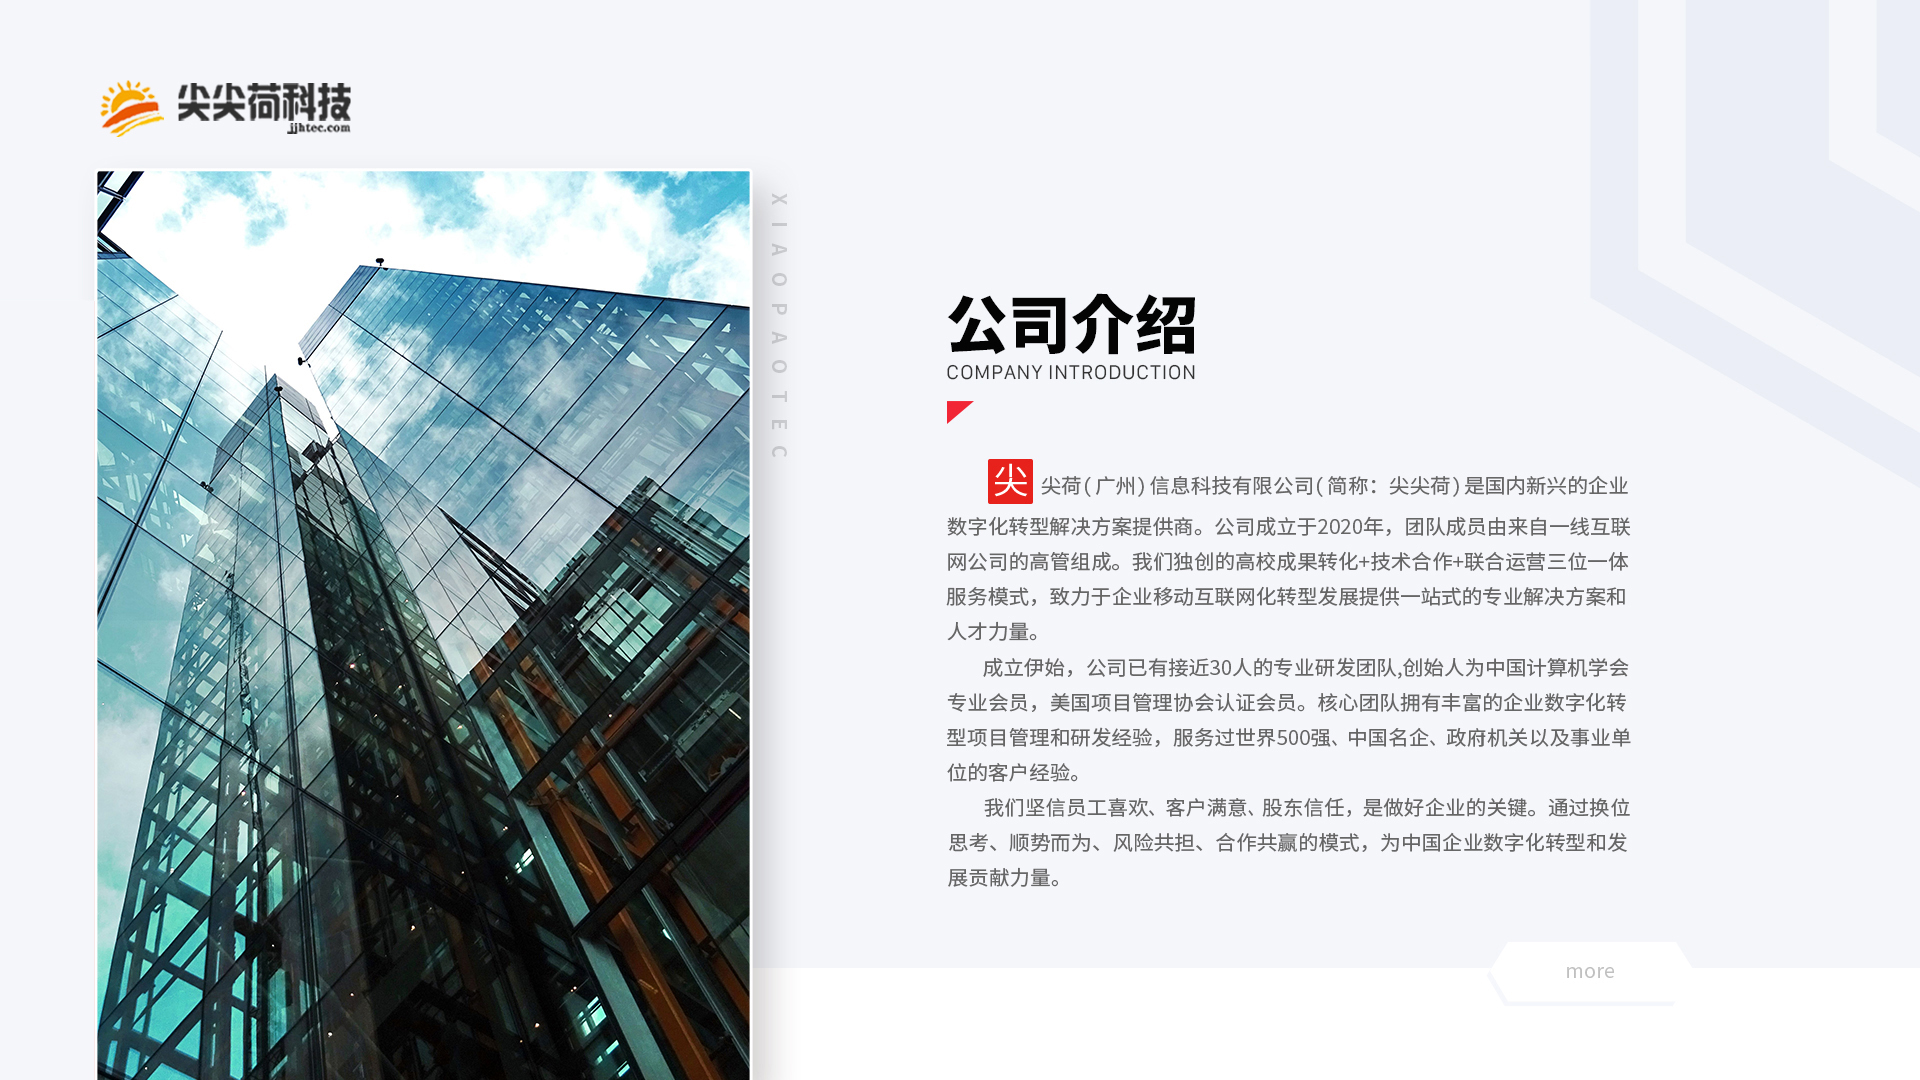 尖尖荷科技
jjhtec.com
XIAOPAOTEC
公司介绍
COMPANY INTRODUCTION
尖尖荷(广州)信息科技有限公司(简称：尖尖荷)是国内新兴的企业
数字化转型解决方案提供商。公司成立于2020年，团队成员由来自一线互联
网公司的高管组成。我们独创的高校成果转化+技术合作+联合运营三位一体
服务模式，致力于企业移动互联网化转型发展提供一站式的专业解决方案和
人才力量。
成立伊始，公司已有接近30人的专业研发团队,创始人为中国计算机学会
专业会员，美国项目管理协会认证会员。核心团队拥有丰富的企业数字化转
型项目管理和研发经验，服务过世界500强、中国名企、政府机关以及事业单
位的客户经验。
我们坚信员工喜欢、客户满意、股东信任，是做好企业的关键。通过换位
思考、顺势而为、风险共担、合作共赢的模式，为中国企业数字化转型和发
展贡献力量。
more